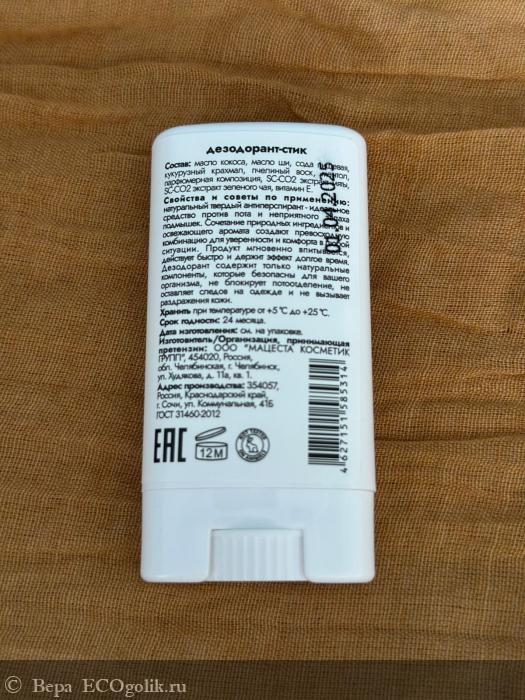 дезодорант-стик
Состав: масло кокоса, масло ши, сода
кукурузный крахмал, пчелиный воск,
парфюмерная композиция, SC-CO2
SC-CO2 экстракт зеленого чая, витамин Е.
Свойства и советы по применению:
натуральный твердый антиперспирант -
средство против пота и неприятного
подмышек. Сочетание природных и
освежающего аромата создают
комбинацию для уверенности и комфорта в
ситуации. Продукт мгновенно впитывается,
действует быстро и держит эффект долгое время.
Дезодорант содержит только натуральные
компоненты, которые безопасны для вашего
организма, не блокирует потоотделение, не
оставляет следов на одежде и не вызывает
раздражения кожи.
Хранить при температуре от +5°С до +25°С.
Срок годности: 24 месяца.
Дата изготовления: см. на упаковке.
Изготовитель/Организация, принимающая
претензии: ООО "МАЦЕСТА КОСМЕТИК
ГРУПП", 454020, Россия,
обл. Челябинская, г. Челябинск,
ул. Худякова, д. 11а, кв. 1.
Адрес производства: 354057,
Россия, Краснодарский край,
г. Сочи, ул. Коммунальная, 41Б
ГОСТ 31460-2012
01.04.2025
EAC
12M
4627151585314
© Вера ECOgolik.ru